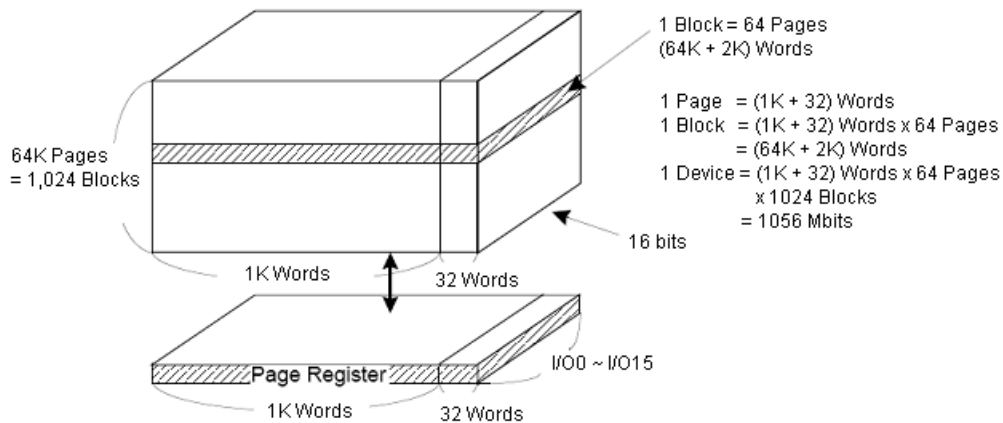 1 Block = 64 Pages
(64K + 2K) Words
1 Page = (1K + 32) Words
1 Block = (1K + 32) Words x 64 Pages
= (64K + 2K) Words
1 Device = (1K + 32) Words x 64 Pages
x 1024 Blocks
= 1056 Mbits
64K Pages
= 1,024 Blocks
16 bits
1K Words
32 Words
Page Register
I/O0 ~ I/O15
1K Words
32 Words